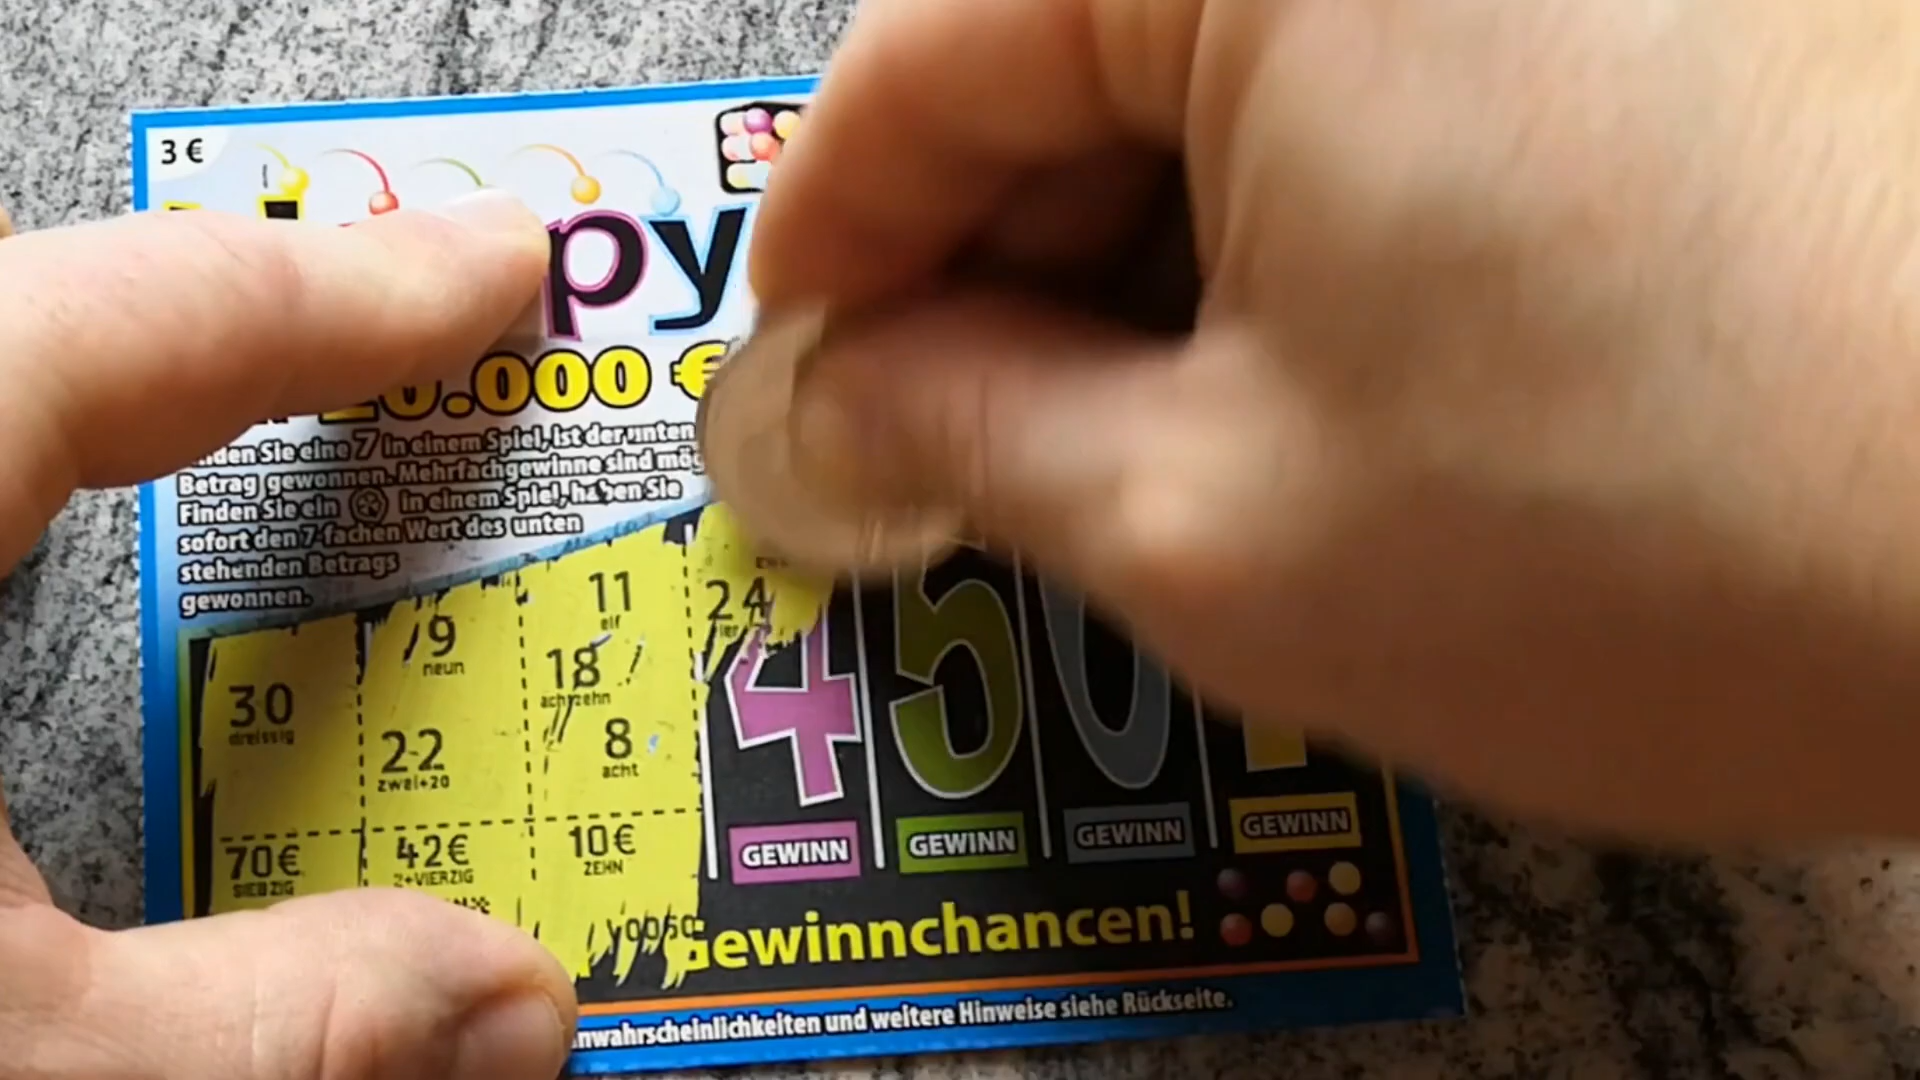 3 €
py
.000 €
Sie eine 7 in einem Spiel, ist der unten
Betrag gewonnen. Mehrfachgewinne sind
Finden Sie ein in einem Spiel, haben Sie
sofort den 7-fachen Wert des unten
stehenden Betrags
gewonnen.
11
elf
24
9
neun
18
achtzehn
30
dreissig
22
zwei+20
8
acht
4 5 0
70€
SIEBZIG
42€
2+VIERZIG
10€
ZEHN
GEWINN GEWINN GEWINN GEWINN
Gewinnchancen!
und weitere Hinweise siehe Rückseite.